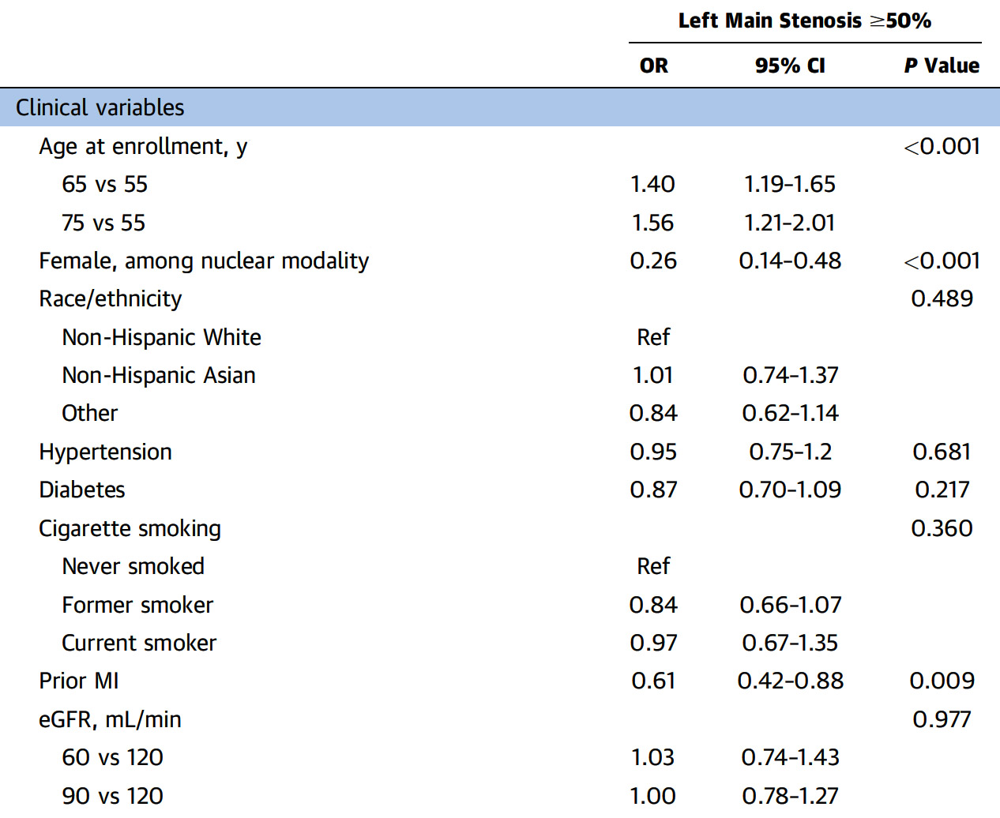 Left Main Stenosis ≥50%
OR 95% CI P Value
Clinical variables
Age at enrollment, y <0.001
65 vs 55 1.40 1.19–1.65
75 vs 55 1.56 1.21–2.01
Female, among nuclear modality 0.26 0.14–0.48 <0.001
Race/ethnicity 0.489
Non-Hispanic White Ref
Non-Hispanic Asian 1.01 0.74–1.37
Other 0.84 0.62–1.14
Hypertension 0.95 0.75–1.2 0.681
Diabetes 0.87 0.70–1.09 0.217
Cigarette smoking 0.360
Never smoked Ref
Former smoker 0.84 0.66–1.07
Current smoker 0.97 0.67–1.35
Prior MI 0.61 0.42–0.88 0.009
eGFR, mL/min 0.977
60 vs 120 1.03 0.74–1.43
90 vs 120 1.00 0.78–1.27